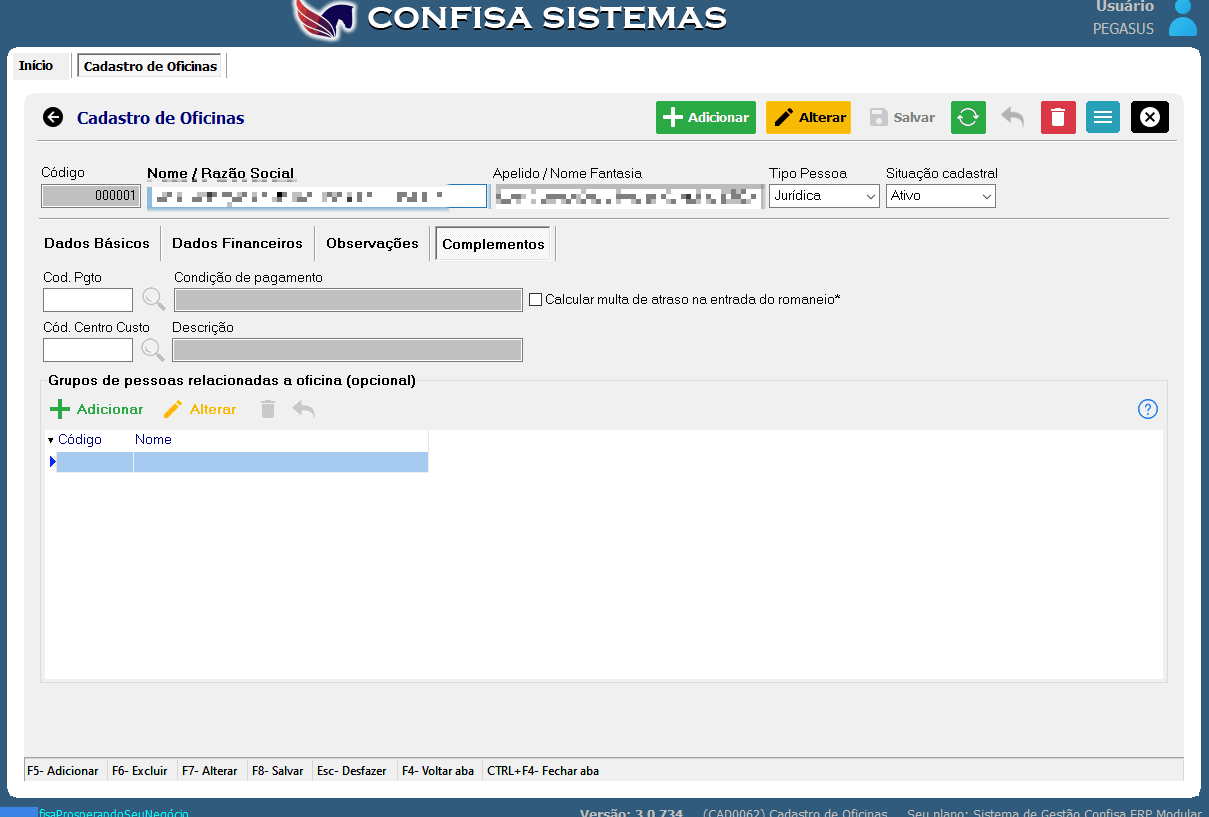 CONFISA SISTEMAS
Usuário
PEGASUS
Início
Cadastro de Oficinas
Cadastro de Oficinas
Adicionar
Alterar
Salvar
Código
Nome / Razão Social
Apelido / Nome Fantasia
Tipo Pessoa
Situação cadastral
000001
Jurídica
Ativo
Dados Básicos
Dados Financeiros
Observações
Complementos
Cod. Pgto
Condição de pagamento
Calcular multa de atraso na entrada do romaneio*
Cód. Centro Custo
Descrição
Grupos de pessoas relacionadas a oficina (opcional)
Adicionar
Alterar
?
Código
Nome
F5- Adicionar
F6- Excluir
F7- Alterar
F8- Salvar
Esc- Desfazer
F4- Voltar aba
CTRL+F4- Fechar aba
fisaProsperandoSeuNegócio
Versão: 3.0.734
(CAD0062) Cadastro de Oficinas
Seu plano: Sistema de Gestão Confisa ERP Modular